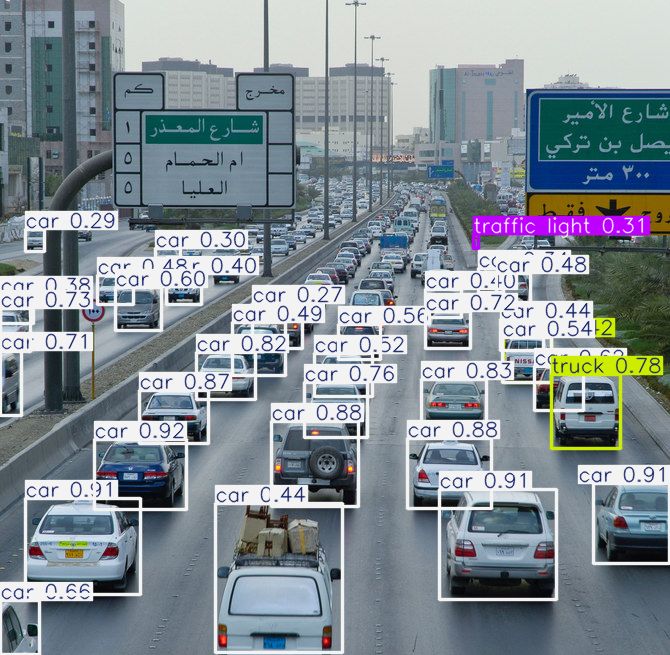 كم
مخرج
١ شارع المعذر
٥ ام الحمام
٥ العليا
شارع الأمير
يصل بن تركي
٣٠٠ متر
فقط
car 0.29
car 0.30
traffic light 0.31
car 0.48
car 0.40
car 0.60
0.38
car 0.73
car 0.48
0.40
car 0.27
car 0.72
0.44
car 0.49
car 0.56
0.54
car 0.71
car 0.82
car 0.52
truck 0.78
car 0.87
car 0.76
car 0.83
car 0.92
car 0.88
car 0.88
car 0.91
car 0.44
car 0.91
car 0.91
car 0.66
NISS